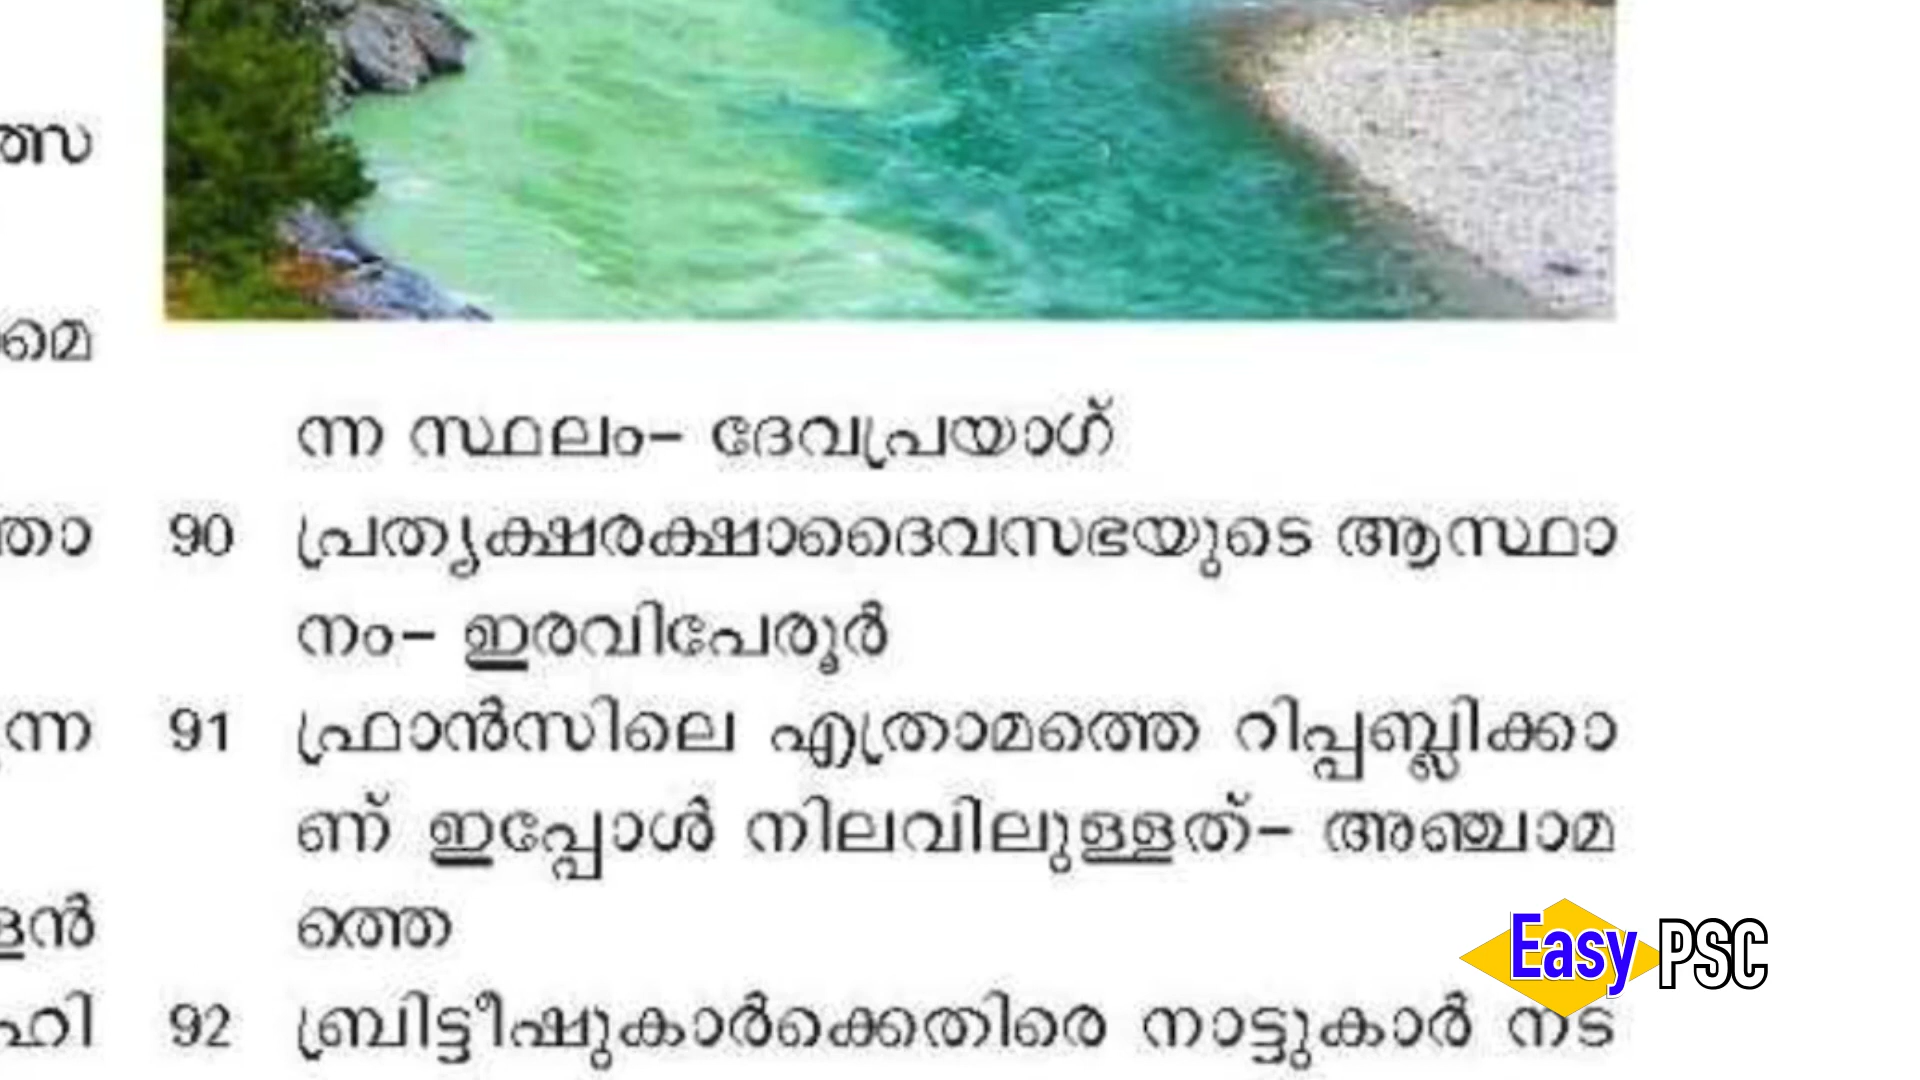 ത്സ
മെ
താ
ന്ന
ളൻ
ഹി
ന്ന സ്ഥലം- ദേവപ്രയാഗ്
90 പ്രത്യക്ഷരക്ഷാദൈവസഭയുടെ ആസ്ഥാ
നം- ഇരവിപേരൂർ
91 ഫ്രാൻസിലെ എത്രാമത്തെ റിപ്പബ്ലിക്കാ
ണ് ഇപ്പോൾ നിലവിലുള്ളത്- അഞ്ചാമ
ത്തെ
92 ബ്രിട്ടീഷുകാർക്കെതിരെ നാട്ടുകാർ നട
Easy PSC